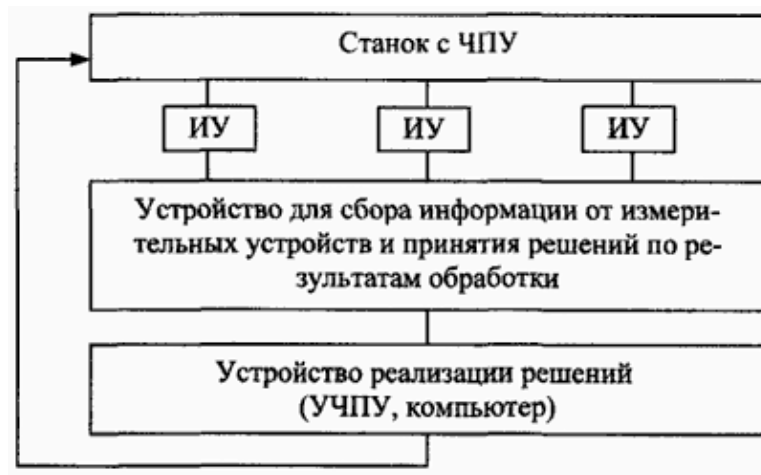 Станок с ЧПУ
ИУ ИУ ИУ
Устройство для сбора информации от измери-
тельных устройств и принятия решений по ре-
зультатам обработки
Устройство реализации решений
(УЧПУ, компьютер)